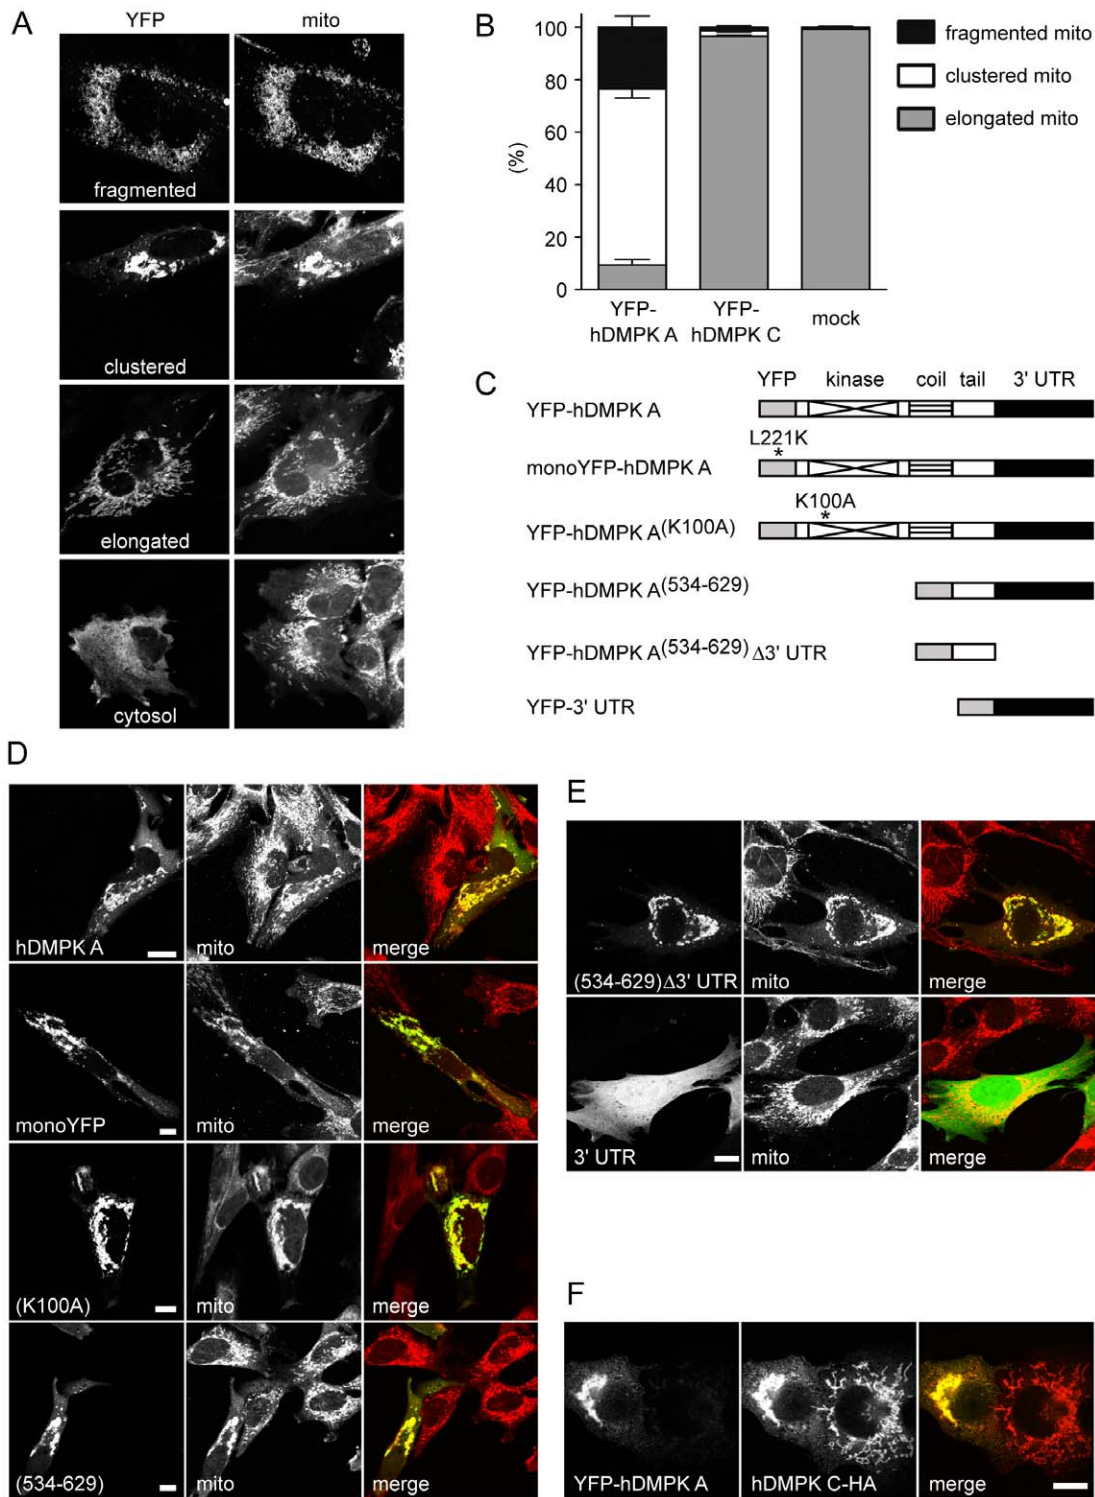 A
YFP mito
fragmented
clustered
elongated
cytosol
B
100
80
60
40
20
0
(%)
YFP-
hDMPK A
YFP-
hDMPK C
mock
fragmented mito
clustered mito
elongated mito
C
YFP kinase coil tail 3' UTR
YFP-hDMPK A
L221K
*
monoYFP-hDMPK A
K100A
*
YFP-hDMPK A(K100A)
YFP-hDMPK A(534-629)
YFP-hDMPK A(534-629)Δ3' UTR
YFP-3' UTR
D
hDMPK A mito merge
monoYFP mito merge
(K100A) mito merge
(534-629) mito merge
E
(534-629)Δ3' UTR mito merge
3' UTR mito merge
F
YFP-hDMPK A hDMPK C-HA merge